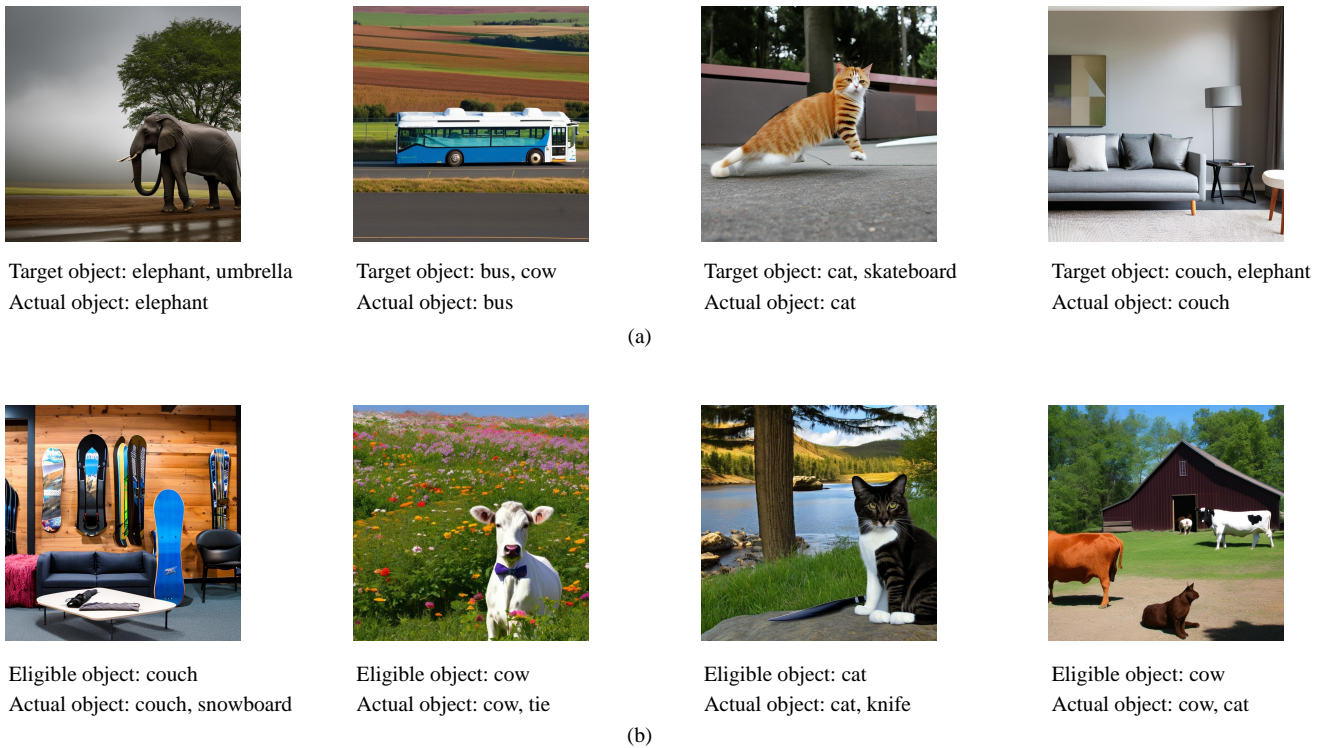 Target object: elephant, umbrella
Actual object: elephant
Target object: bus, cow
Actual object: bus
Target object: cat, skateboard
Actual object: cat
Target object: couch, elephant
Actual object: couch
(a)
Eligible object: couch
Actual object: couch, snowboard
Eligible object: cow
Actual object: cow, tie
Eligible object: cat
Actual object: cat, knife
Eligible object: cow
Actual object: cow, cat
(b)